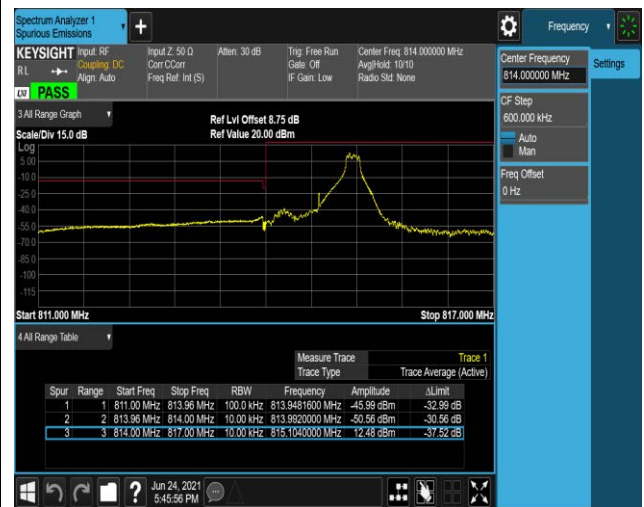 Spectrum Analyzer 1
Spurious Emissions
Frequency
KEYSIGHT
RL
LXI PASS
Input: RF
Coupling: DC
Align: Auto
Input Z: 50 Ω
Corr CCorr
Freq Ref: Int (S)
Atten: 30 dB
Trig: Free Run
Gate: Off
IF Gain: Low
Center Freq: 814.000000 MHz
Avg|Hold: 10/10
Radio Std: None
Center Frequency
814.000000 MHz
Settings
CF Step
600.000 kHz
Auto
Man
Freq Offset
0 Hz
3 All Range Graph
Scale/Div 15.0 dB
Ref Lvl Offset 8.75 dB
Ref Value 20.00 dBm
Log
5.00
-10.0
-25.0
-40.0
-55.0
-70.0
-85.0
-100
-115
Start 811.000 MHz
Stop 817.000 MHz
4 All Range Table
Measure Trace Trace 1
Trace Type Trace Average (Active)
Spur Range Start Freq Stop Freq RBW Frequency Amplitude ΔLimit
1 1 811.00 MHz 813.96 MHz 100.0 kHz 813.9481600 MHz -45.99 dBm -32.99 dB
2 2 813.96 MHz 814.00 MHz 10.00 kHz 813.9920000 MHz -50.56 dBm -30.56 dB
3 3 814.00 MHz 817.00 MHz 10.00 kHz 815.1040000 MHz 12.48 dBm -37.52 dB
?
Jun 24, 2021
5:45:56 PM